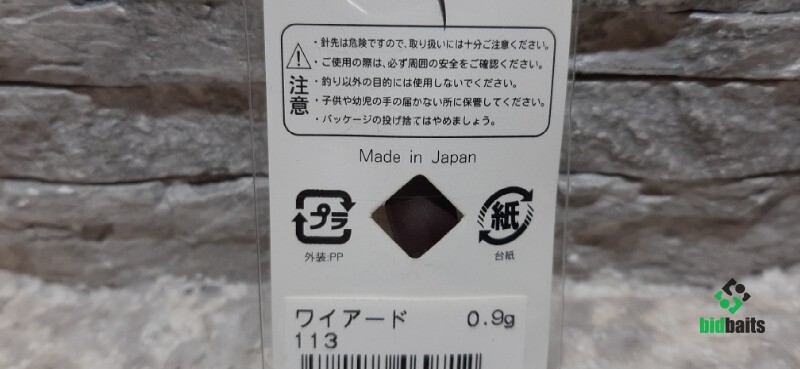 ・針先は危険ですので、取り扱いには十分ご注意ください。
・ご使用の際は、必ず周囲の安全をご確認ください。
・釣り以外の目的には使用しないでください。
・子供や幼児の手の届かない所に保管してください。
・パッケージの投げ捨てはやめましょう。
注意
Made in Japan
プラ
紙
外装:PP
台紙
ワイアード 0.9g
113
bidbaits